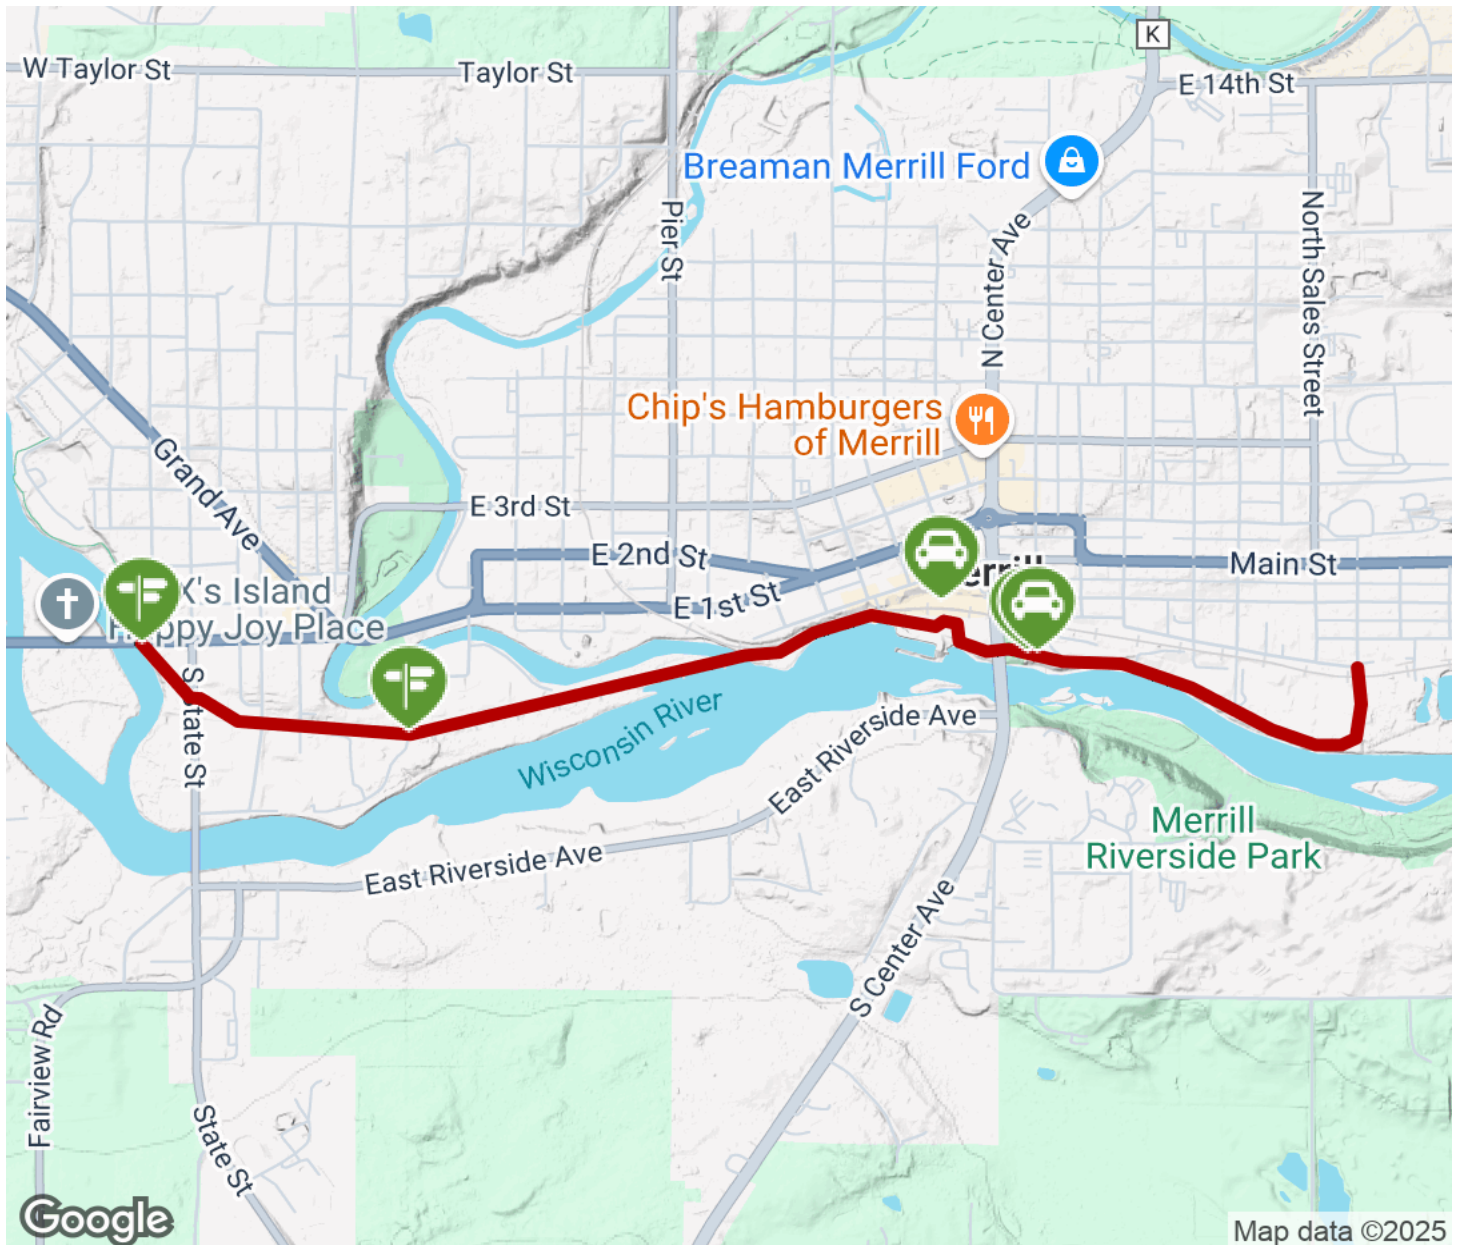 K
W Taylor St
Taylor St
E 14th St
Breaman Merrill Ford
Pier St
North Sales Street
N Center Ave
Chip's Hamburgers
of Merrill
Grand Ave
E 3rd St
E 2nd St
Main St
E 1st St
X's Island
Happy Joy Place
S State St
Wisconsin River
East Riverside Ave
East Riverside Ave
Merrill
Riverside Park
S Center Ave
Fairview Rd
State St
Google
Map data ©2025